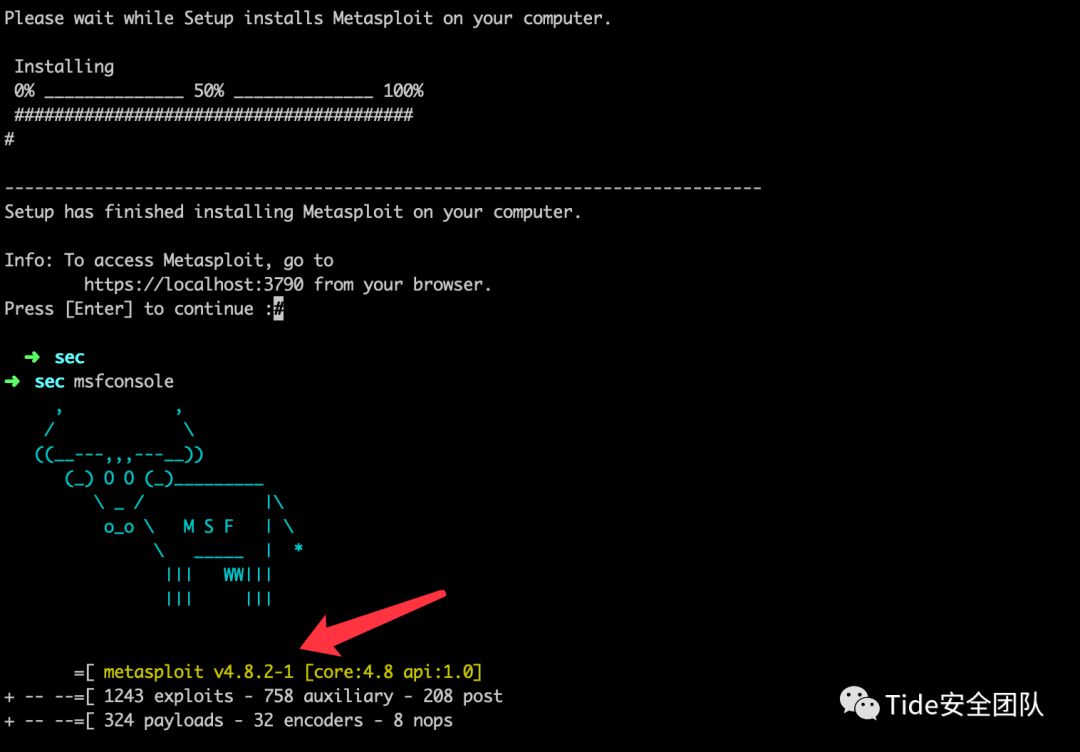 Please wait while Setup installs Metasploit on your computer.
Installing
0% ______________ 50% ______________ 100%
########################################
#
----------------------------------------------------------------------------
Setup has finished installing Metasploit on your computer.
Info: To access Metasploit, go to
https://localhost:3790 from your browser.
Press [Enter] to continue :#
➜ sec
➜ sec msfconsole
     ,           ,
    /             \
   ((__---,,,---__))
      (_) O O (_)_________
         \ _ /            |\
          o_o \   M S F   | \
               \   _____  |  *
                |||   WW|||
                |||     |||
=[ metasploit v4.8.2-1 [core:4.8 api:1.0]
+ -- --=[ 1243 exploits - 758 auxiliary - 208 post
+ -- --=[ 324 payloads - 32 encoders - 8 nops
Tide安全团队